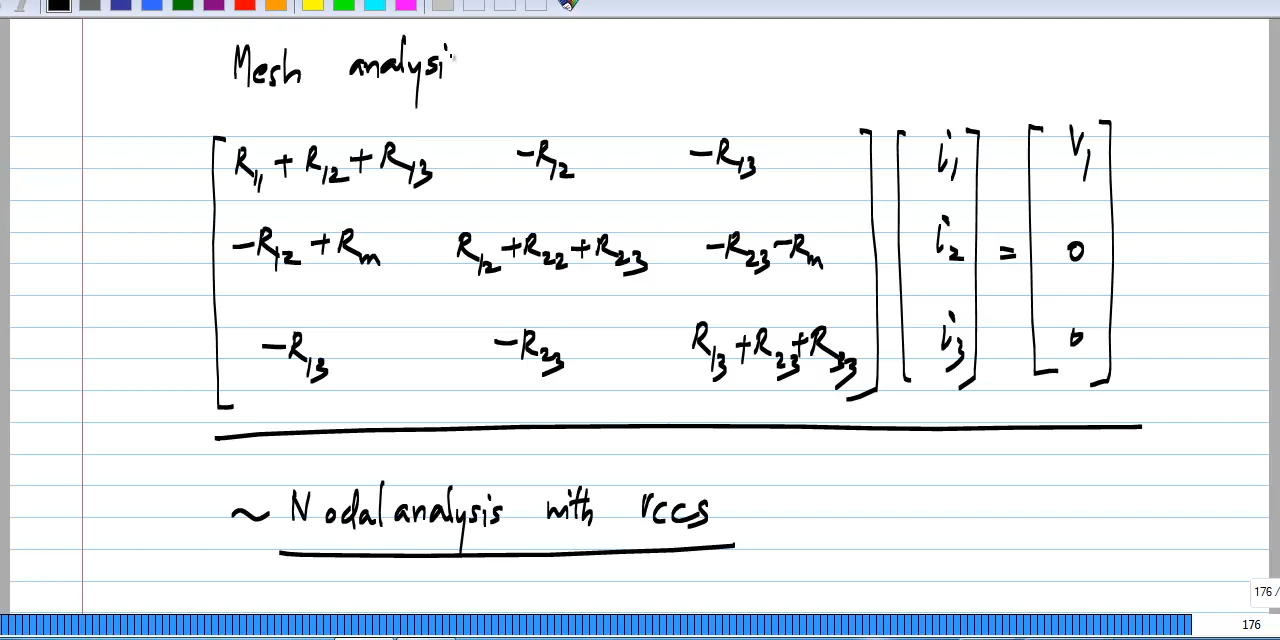 Mesh analysi
R11 + R12 + R13 -R12 -R13 i1 V1
-R12 + Rm R12 + R22 + R23 -R23 - Rm i2 = 0
-R13 -R23 R13 + R23 + R33 i3 0
~ Nodal analysis with VCCS
176 /
176